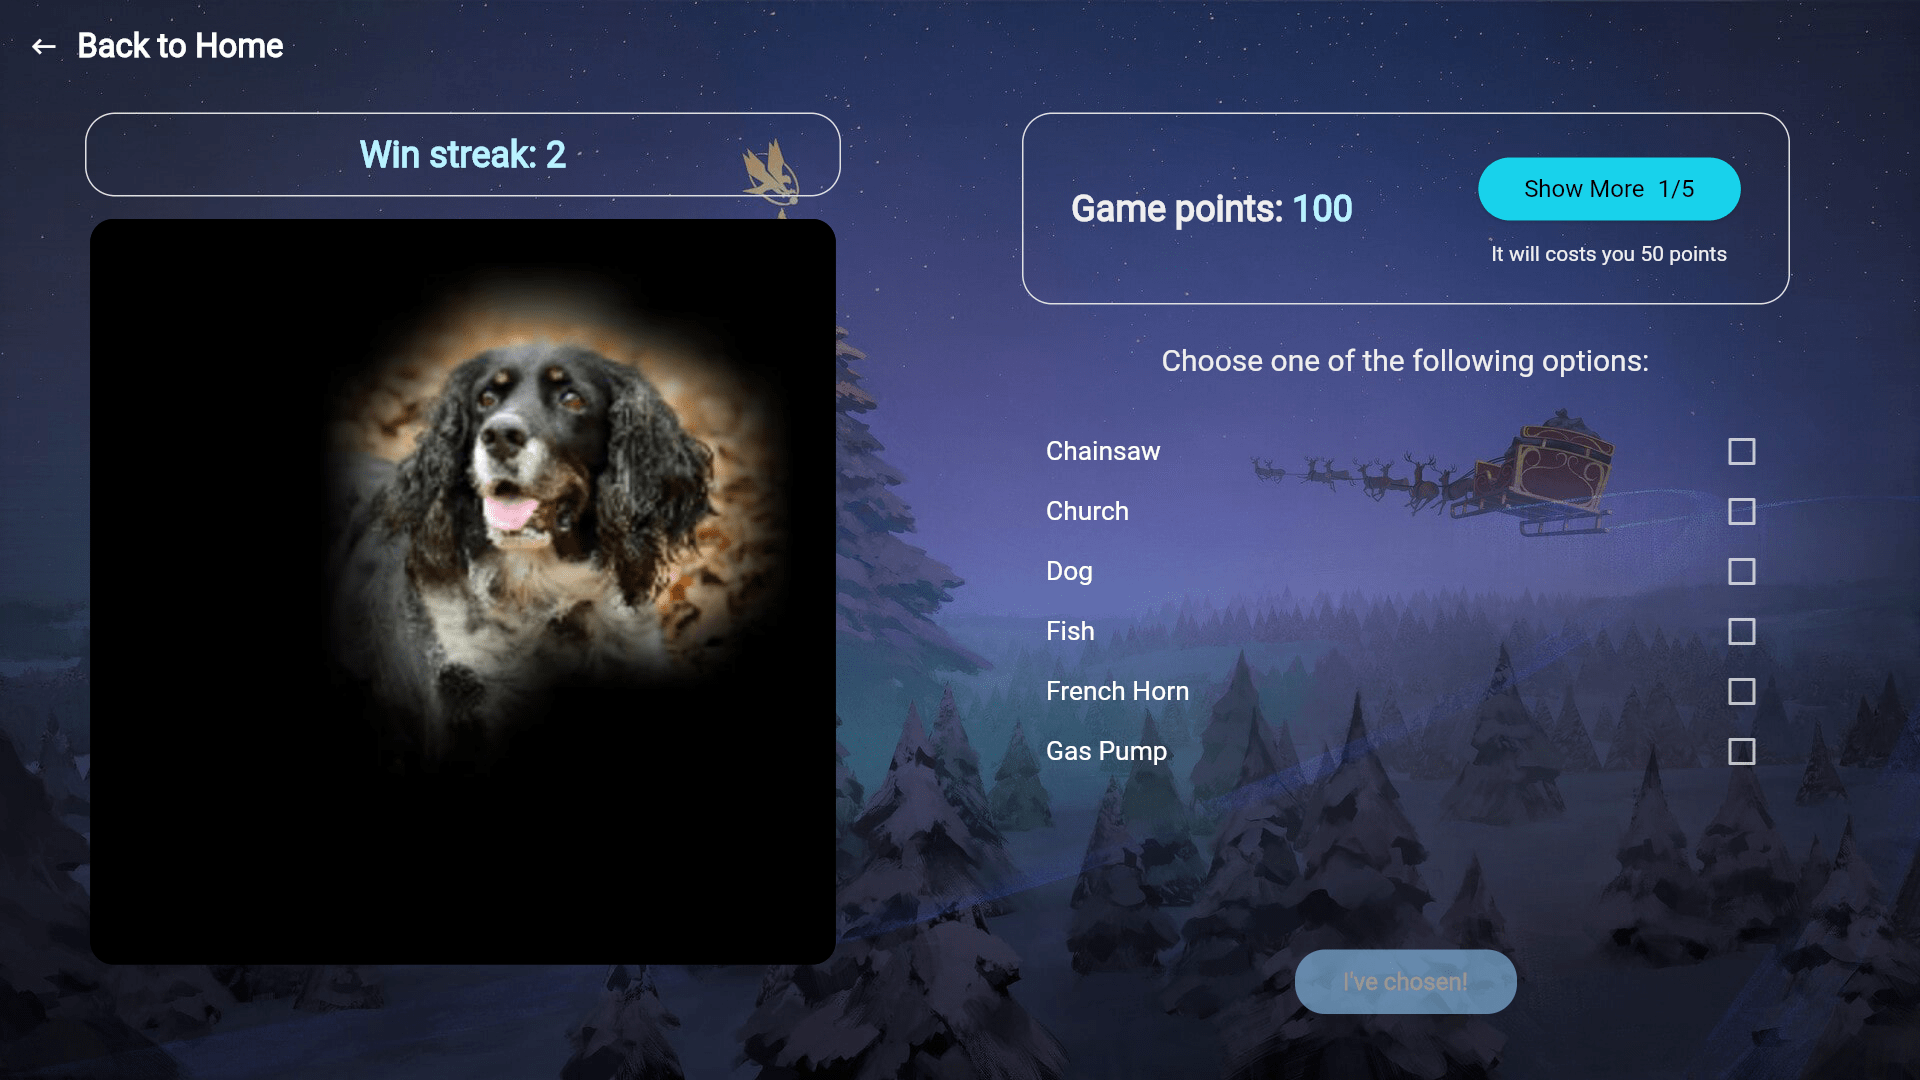 Back to Home
Win streak: 2
Game points: 100
Show More 1/5
It will costs you 50 points
Choose one of the following options:
Chainsaw
Church
Dog
Fish
French Horn
Gas Pump
I've chosen!